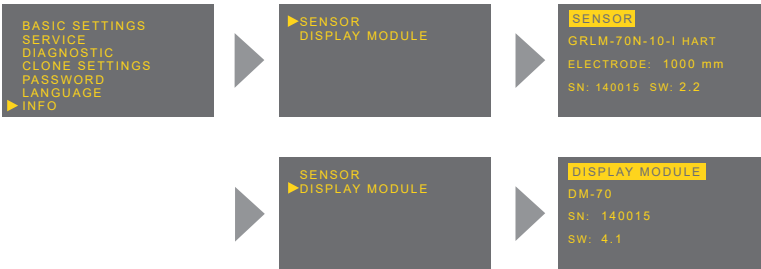 BASIC SETTINGS
SERVICE
DIAGNOSTIC
CLONE SETTINGS
PASSWORD
LANGUAGE
INFO
SENSOR
DISPLAY MODULE
SENSOR
GRLM-70N-10-I HART
ELECTRODE: 1000 mm
SN: 140015 SW: 2.2
SENSOR
DISPLAY MODULE
DISPLAY MODULE
DM-70
SN: 140015
SW: 4.1